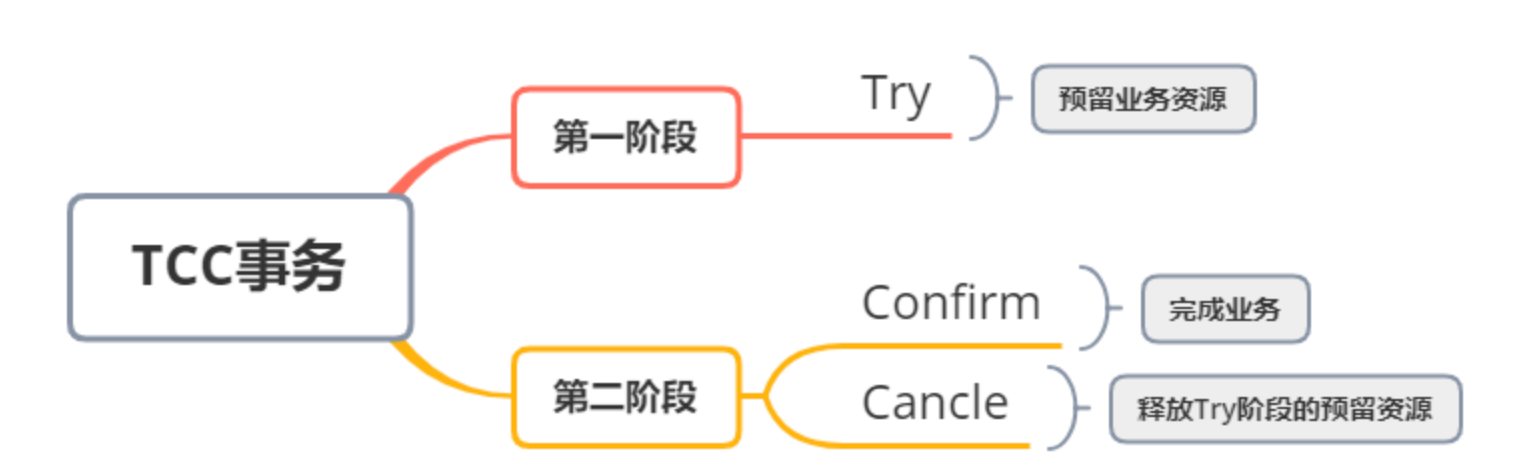 TCC事务
第一阶段
Try
预留业务资源
第二阶段
Confirm
完成业务
Cancle
释放Try阶段的预留资源